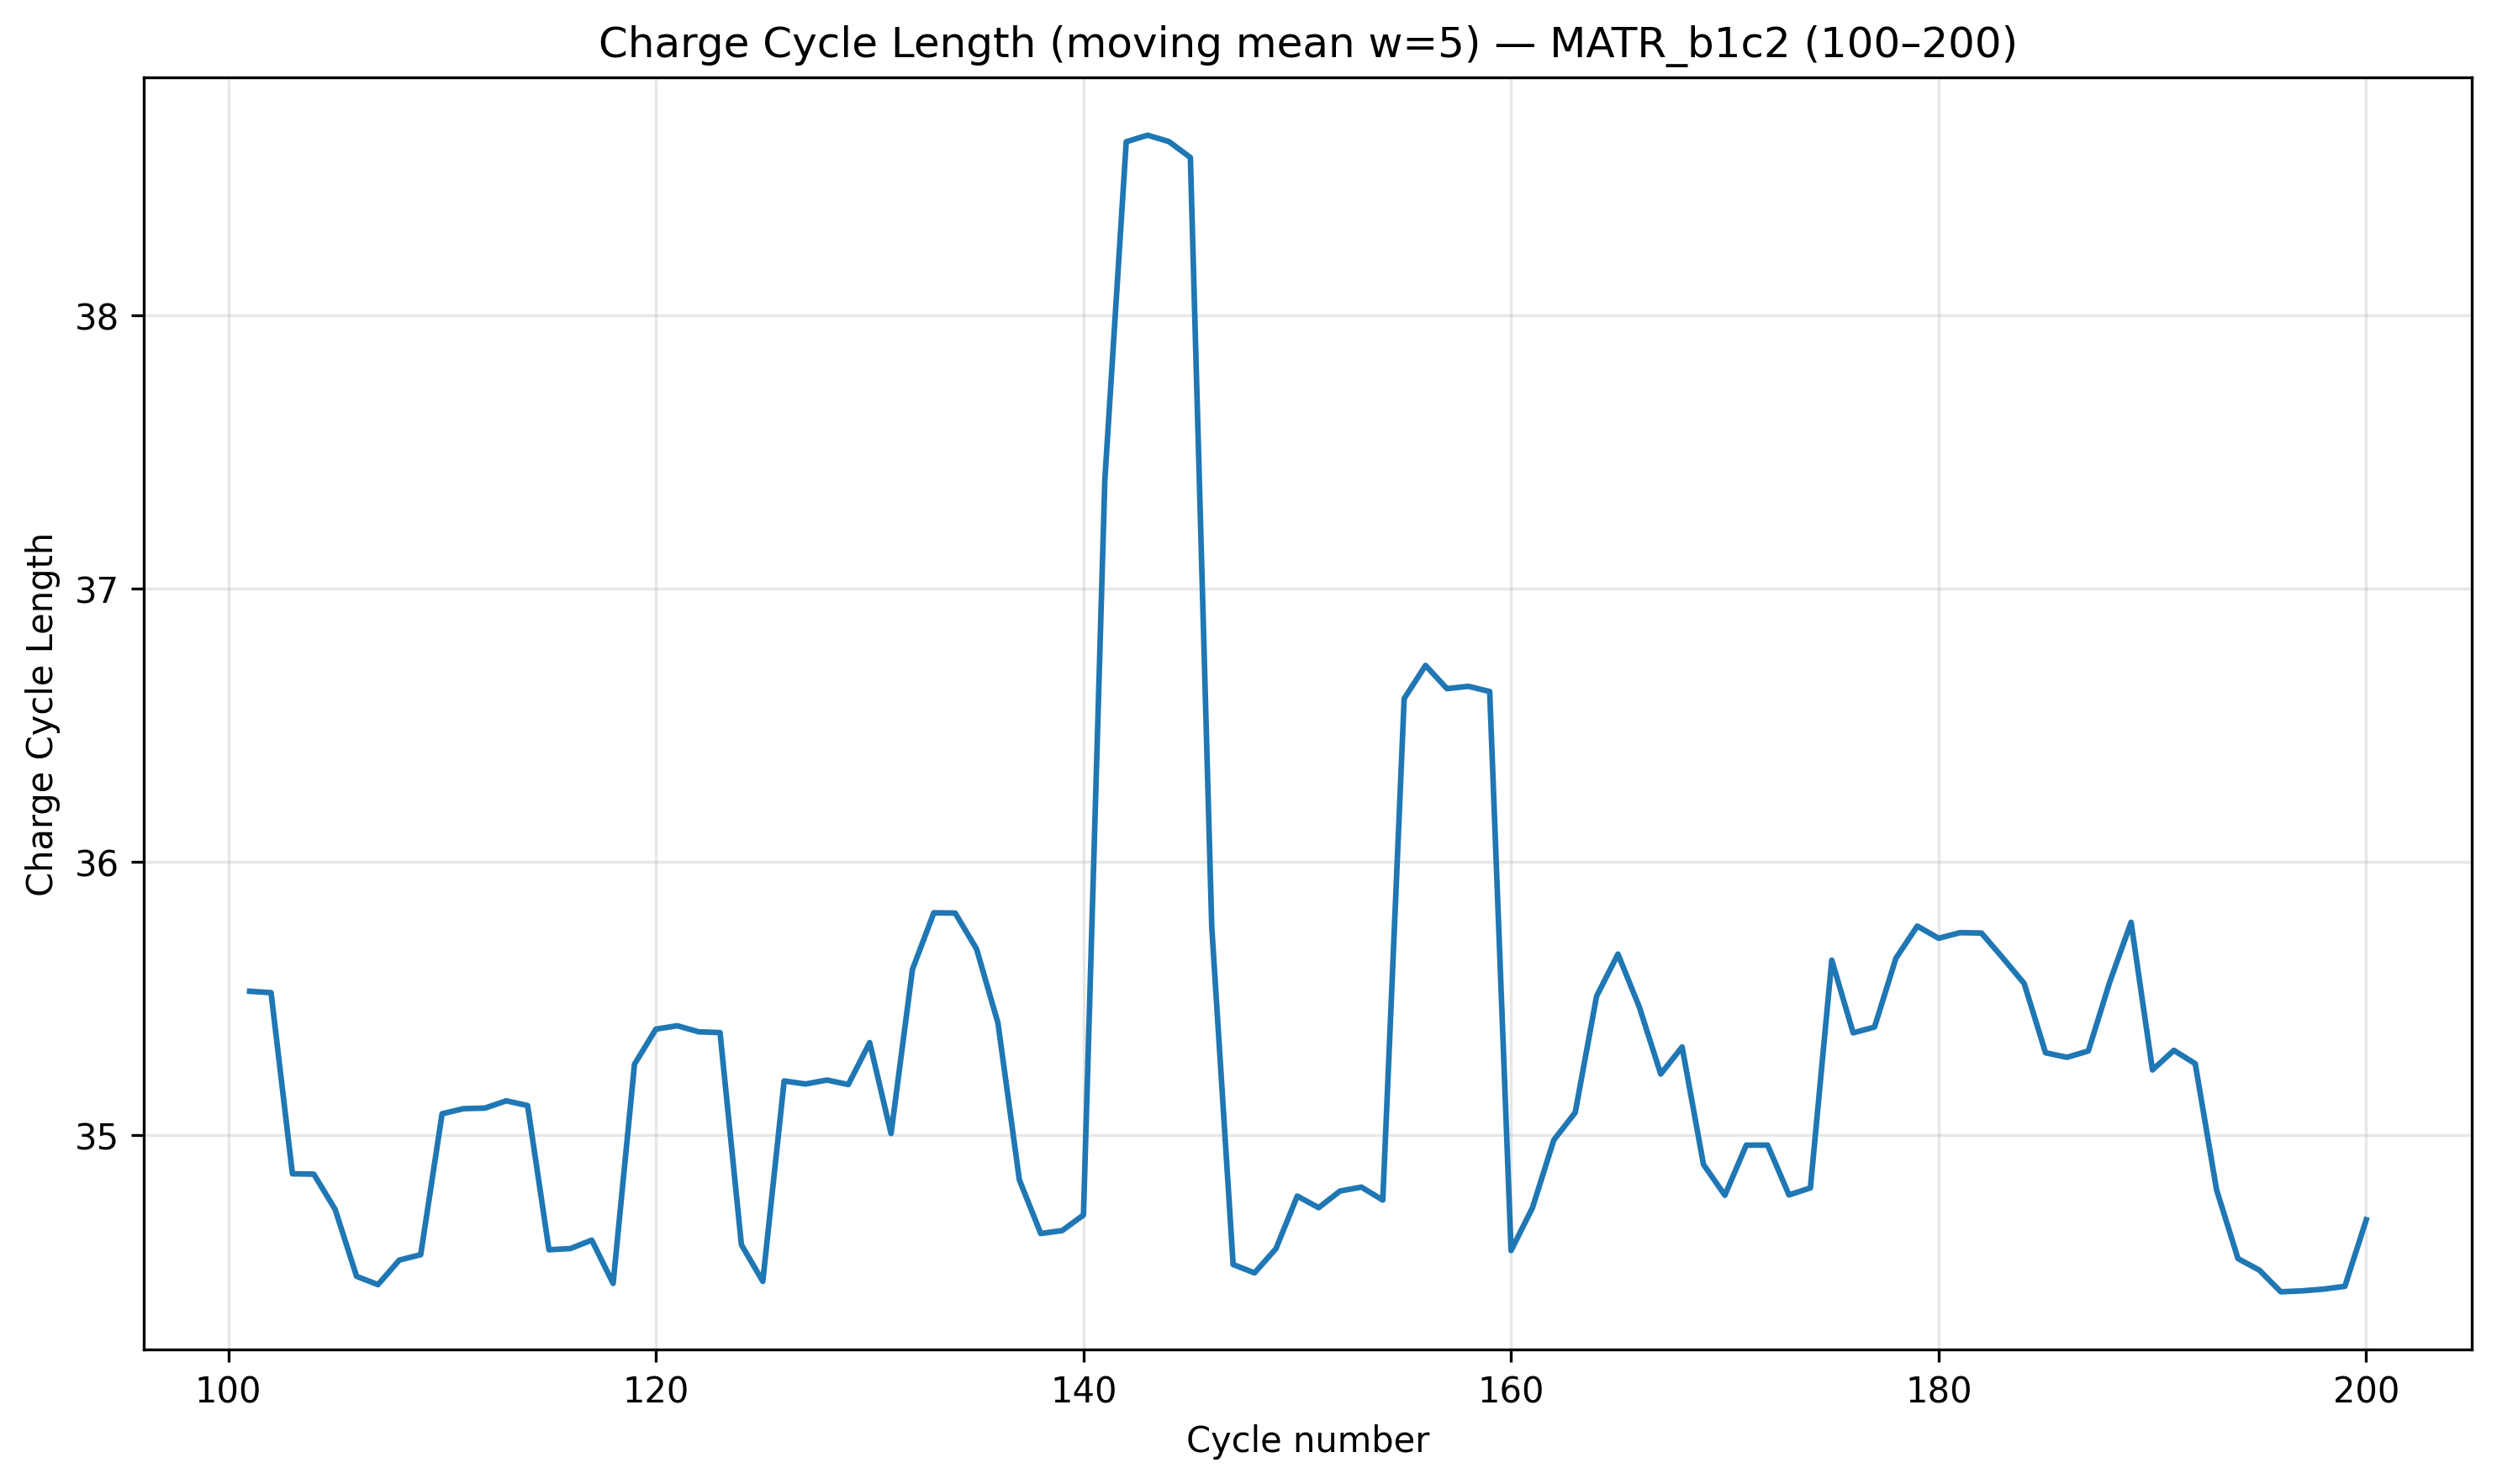 Charge Cycle Length (moving mean w=5) — MATR_b1c2 (100–200)
Charge Cycle Length
38
37
36
35
100 120 140 160 180 200
Cycle number